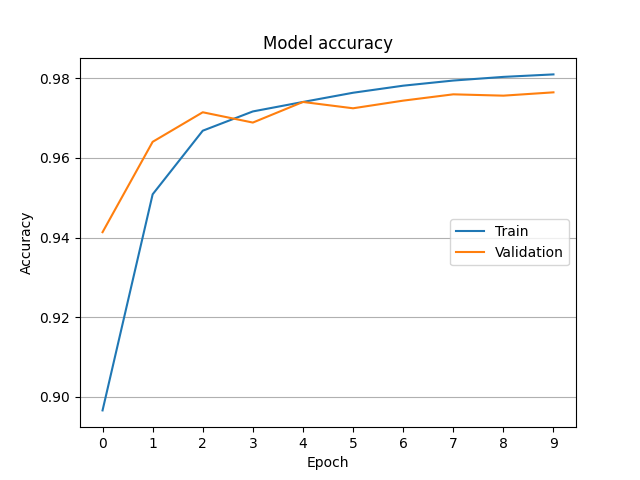 Model accuracy
0.98
0.96
0.94
0.92
0.90
Accuracy
Train
Validation
0 1 2 3 4 5 6 7 8 9
Epoch